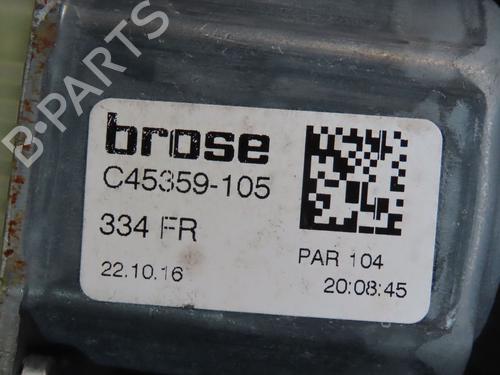 B-PARTS
brose
C45359-105
334 FR
22.10.16
PAR 104
20:08:45